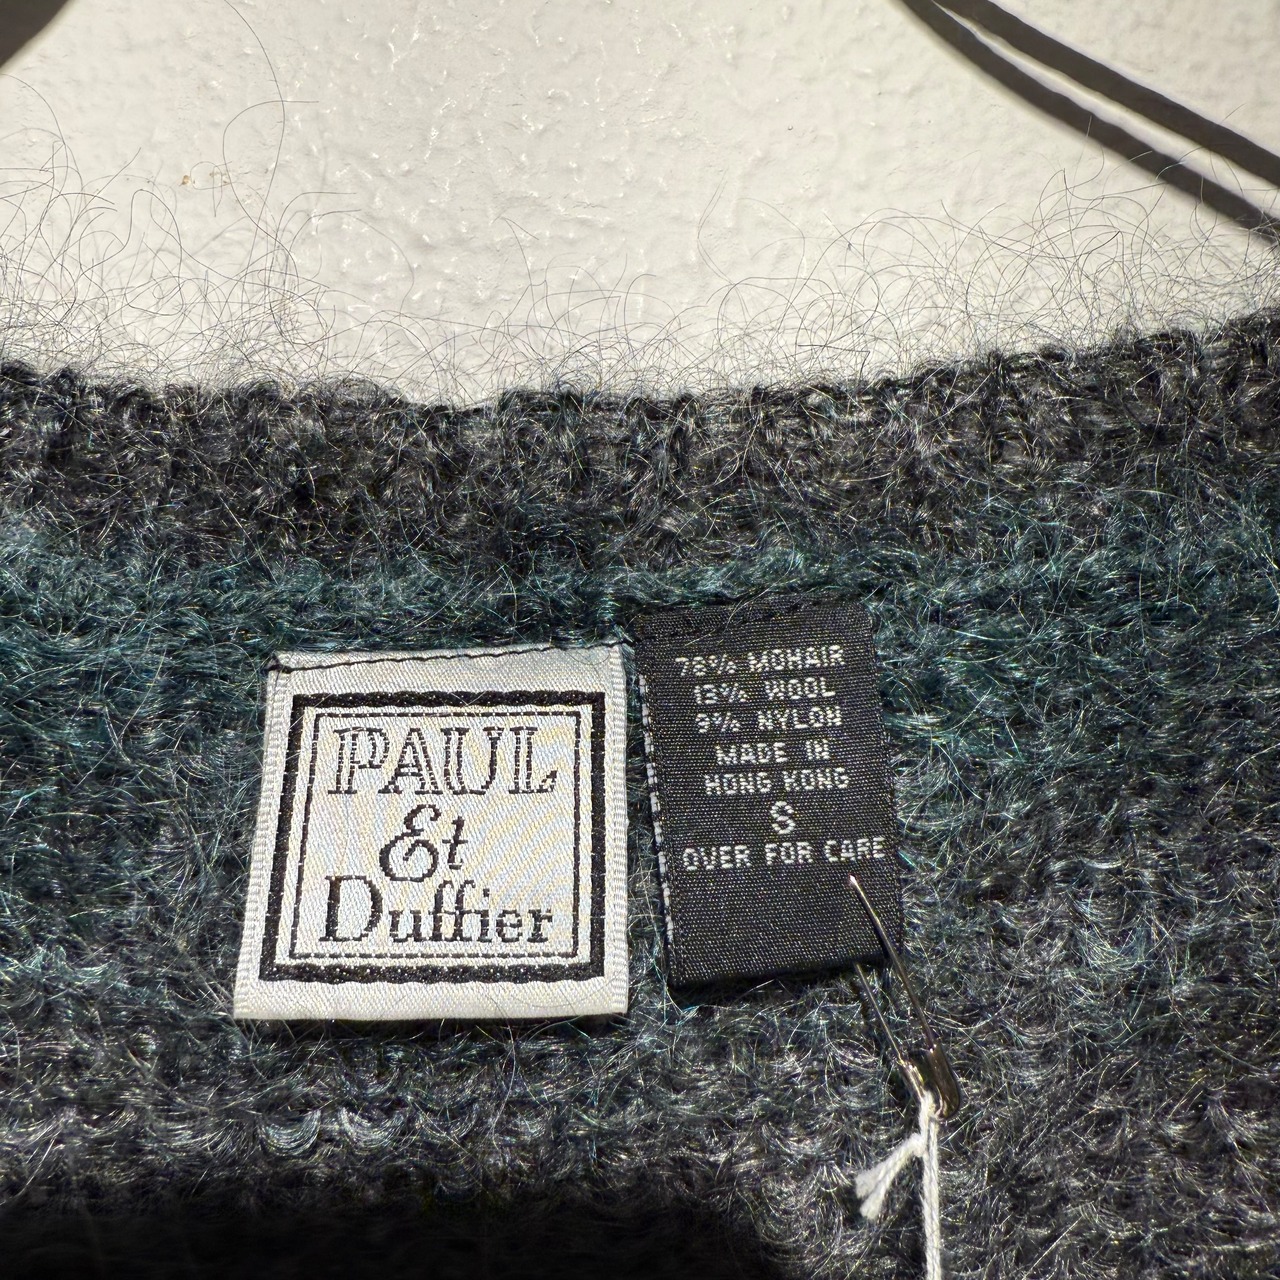 PAUL
Et
Duffier
78% MOHAIR
13% WOOL
9% NYLON
MADE IN
HONG KONG
S
OVER FOR CARE